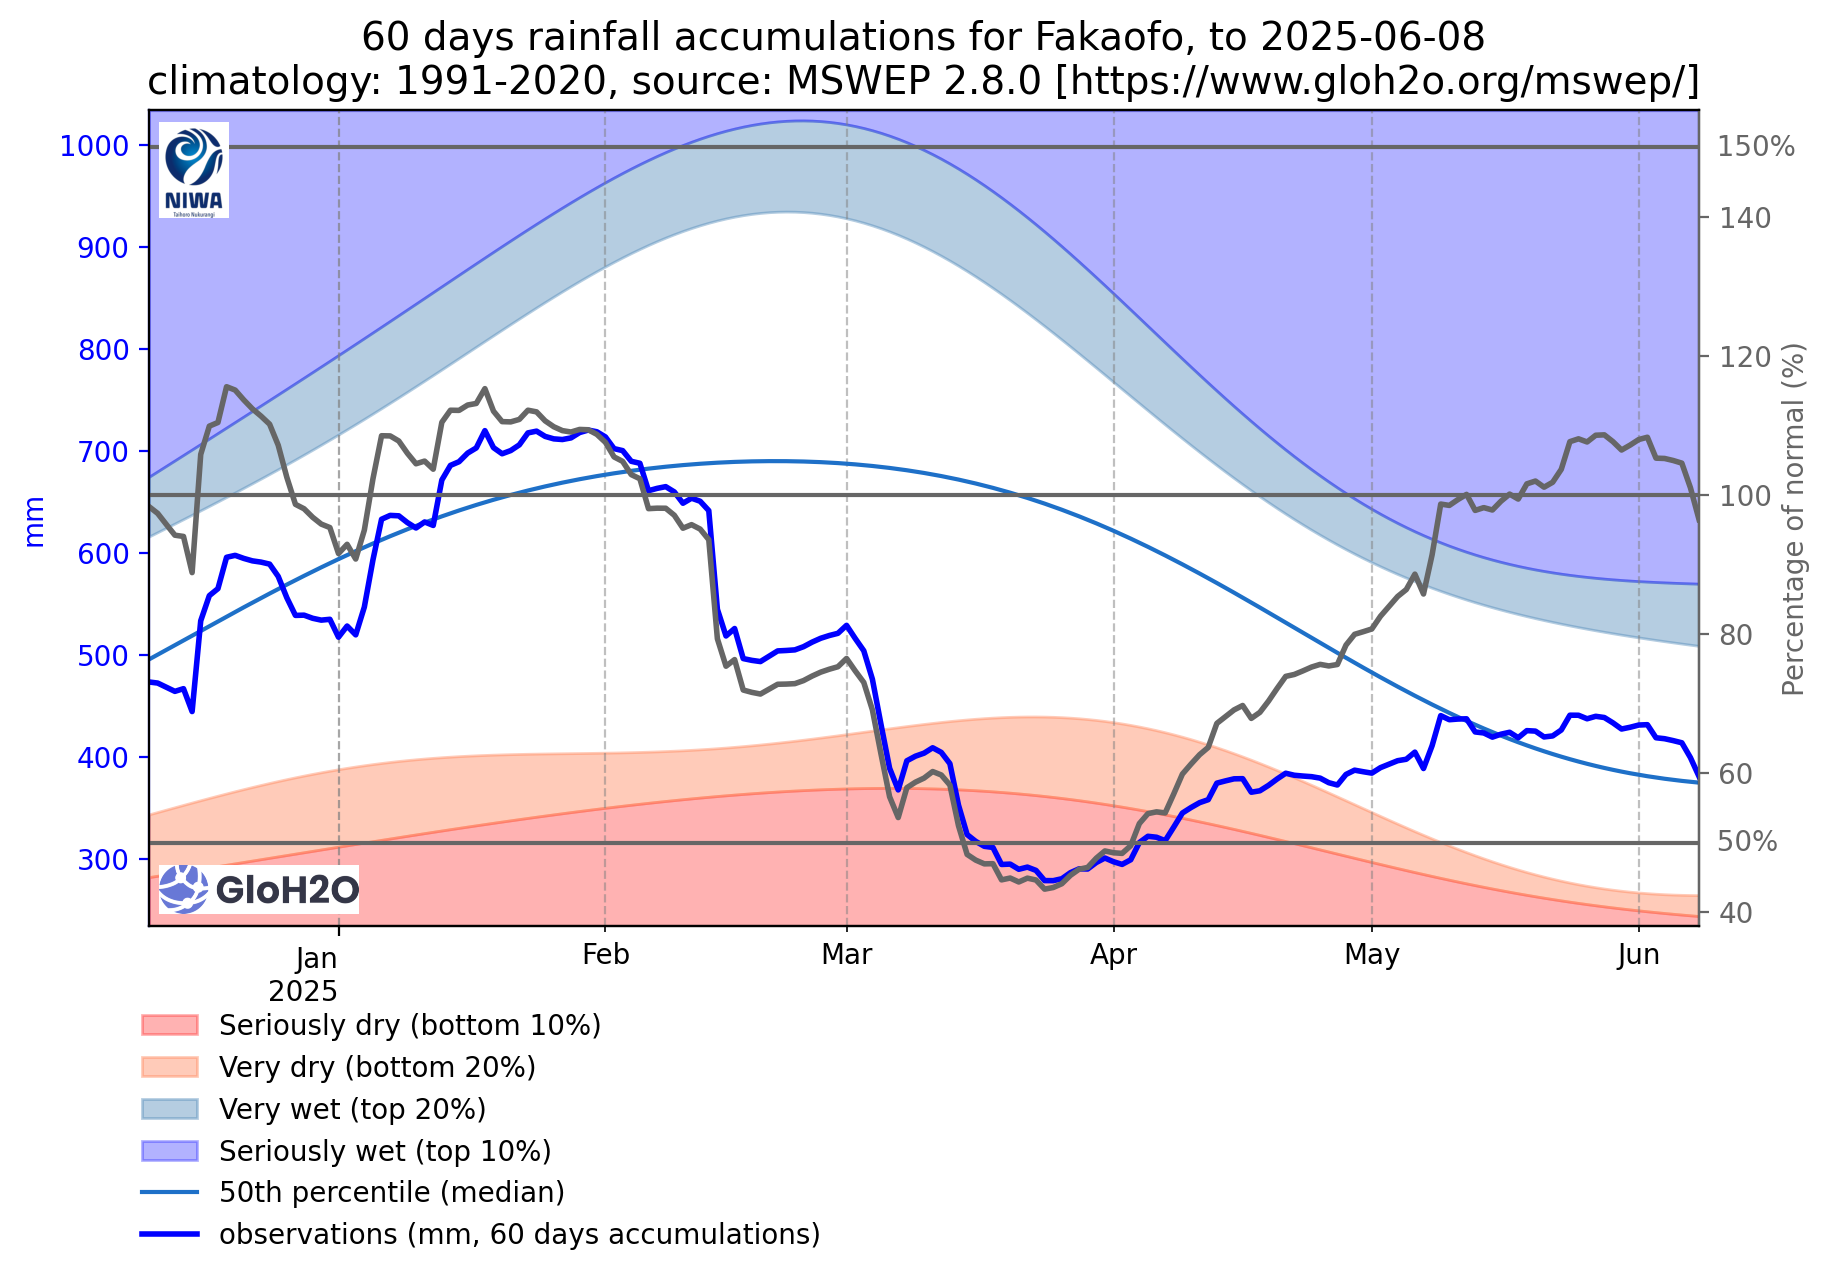 60 days rainfall accumulations for Fakaofo, to 2025-06-08
climatology: 1991-2020, source: MSWEP 2.8.0 [https://www.gloh2o.org/mswep/]
NIWA
Taihoro Nukurangi
1000
900
800
700
600
500
400
300
mm
150%
140
120
100
80
60
50%
40
Percentage of normal (%)
GloH2O
Jan
2025
Feb
Mar
Apr
May
Jun
Seriously dry (bottom 10%)
Very dry (bottom 20%)
Very wet (top 20%)
Seriously wet (top 10%)
50th percentile (median)
observations (mm, 60 days accumulations)